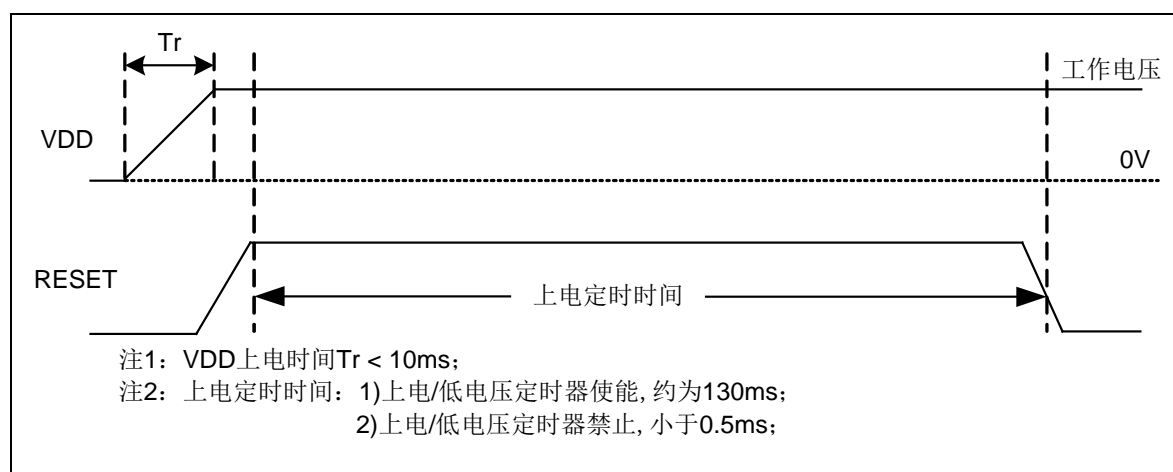 Tr
工作电压
VDD
0V
RESET
上电定时时间
注1：VDD上电时间Tr < 10ms；
注2：上电定时时间：1)上电/低电压定时器使能, 约为130ms；
2)上电/低电压定时器禁止, 小于0.5ms；